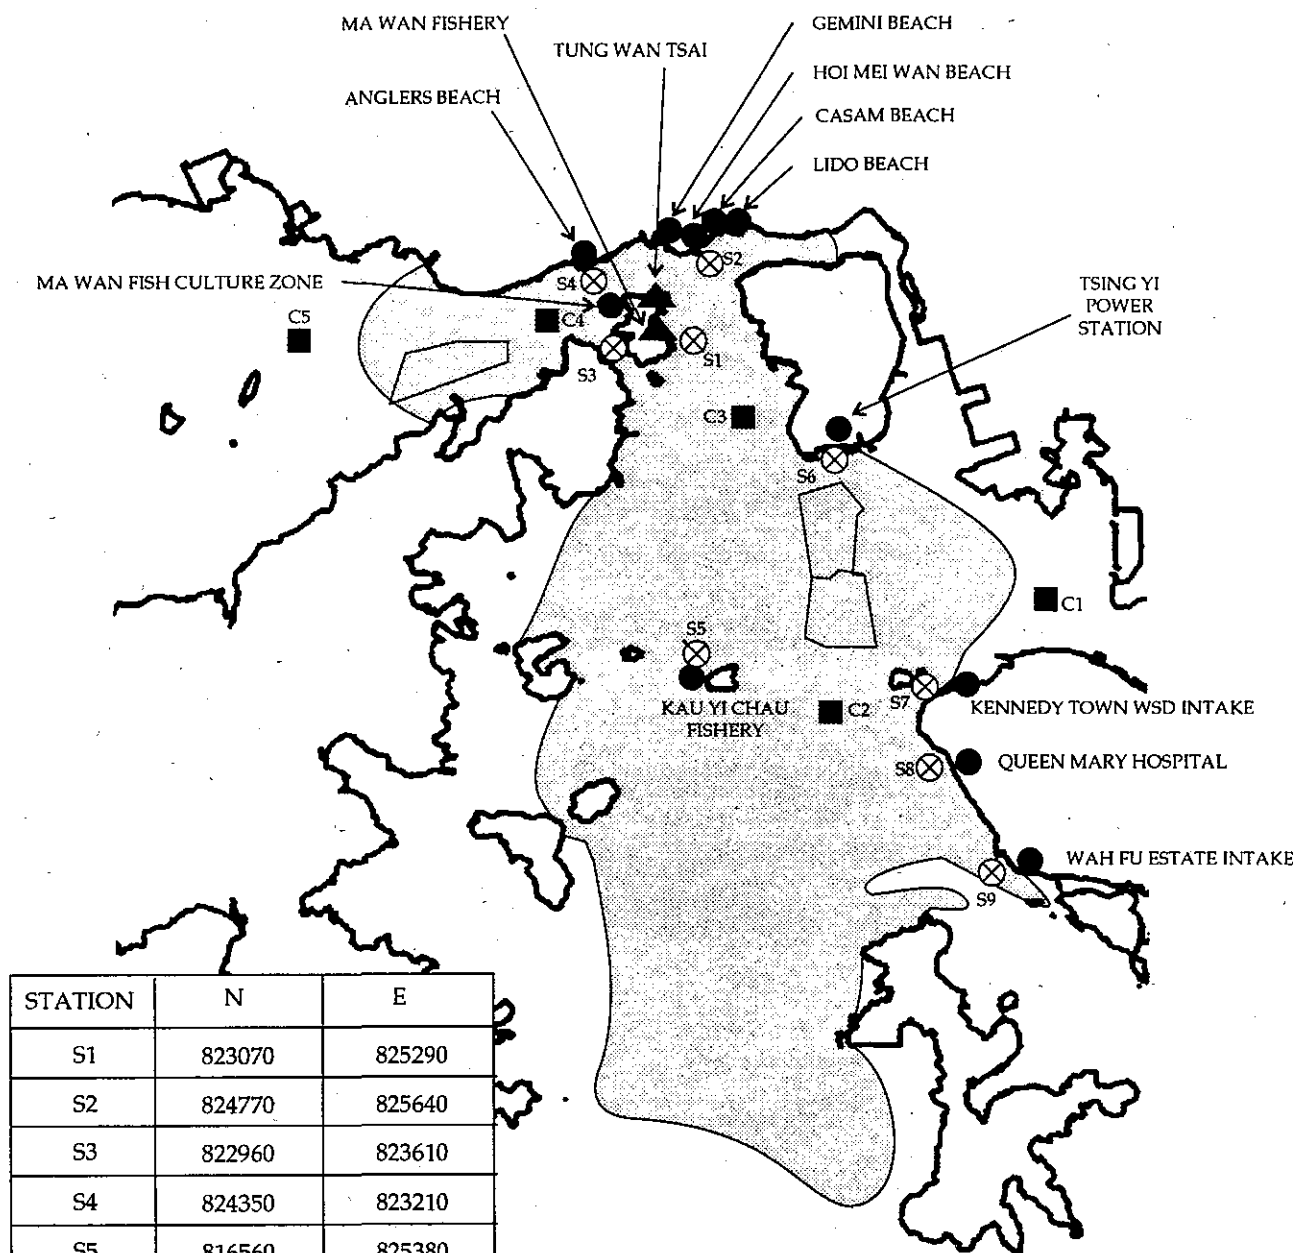 MA WAN FISHERY
GEMINI BEACH
TUNG WAN TSAI
HOI MEI WAN BEACH
ANGLERS BEACH
CASAM BEACH
LIDO BEACH
S2
MA WAN FISH CULTURE ZONE
S4
TSING YI
POWER
STATION
C5
C4
S3
S1
C3
S6
C1
S5
S7
KAU YI CHAU
FISHERY
C2
KENNEDY TOWN WSD INTAKE
S8
QUEEN MARY HOSPITAL
WAH FU ESTATE INTAKE
S9
STATION N E
S1 823070 825290
S2 824770 825640
S3 822960 823610
S4 824350 823210
S5 816560 825380